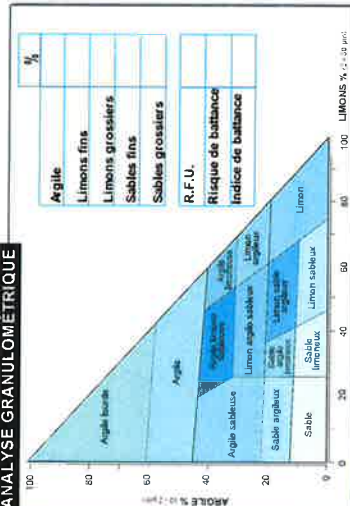 ANALYSE GRANULOMÉTRIQUE
%
Argile
Limons fins
Limons grossiers
Sables fins
Sables grossiers
R.F.U.
Risque de battance
Indice de battance
ARGILE %
100
80
60
40
20
0
Argile lourde
Argile
Argile sableuse
Limon argilo sableux
Limon argileux
Limon
Sable argileux
Limon sablo argileux
Limon sableux
Sable
Sable limoneux
0
20
40
60
80
100
LIMONS %